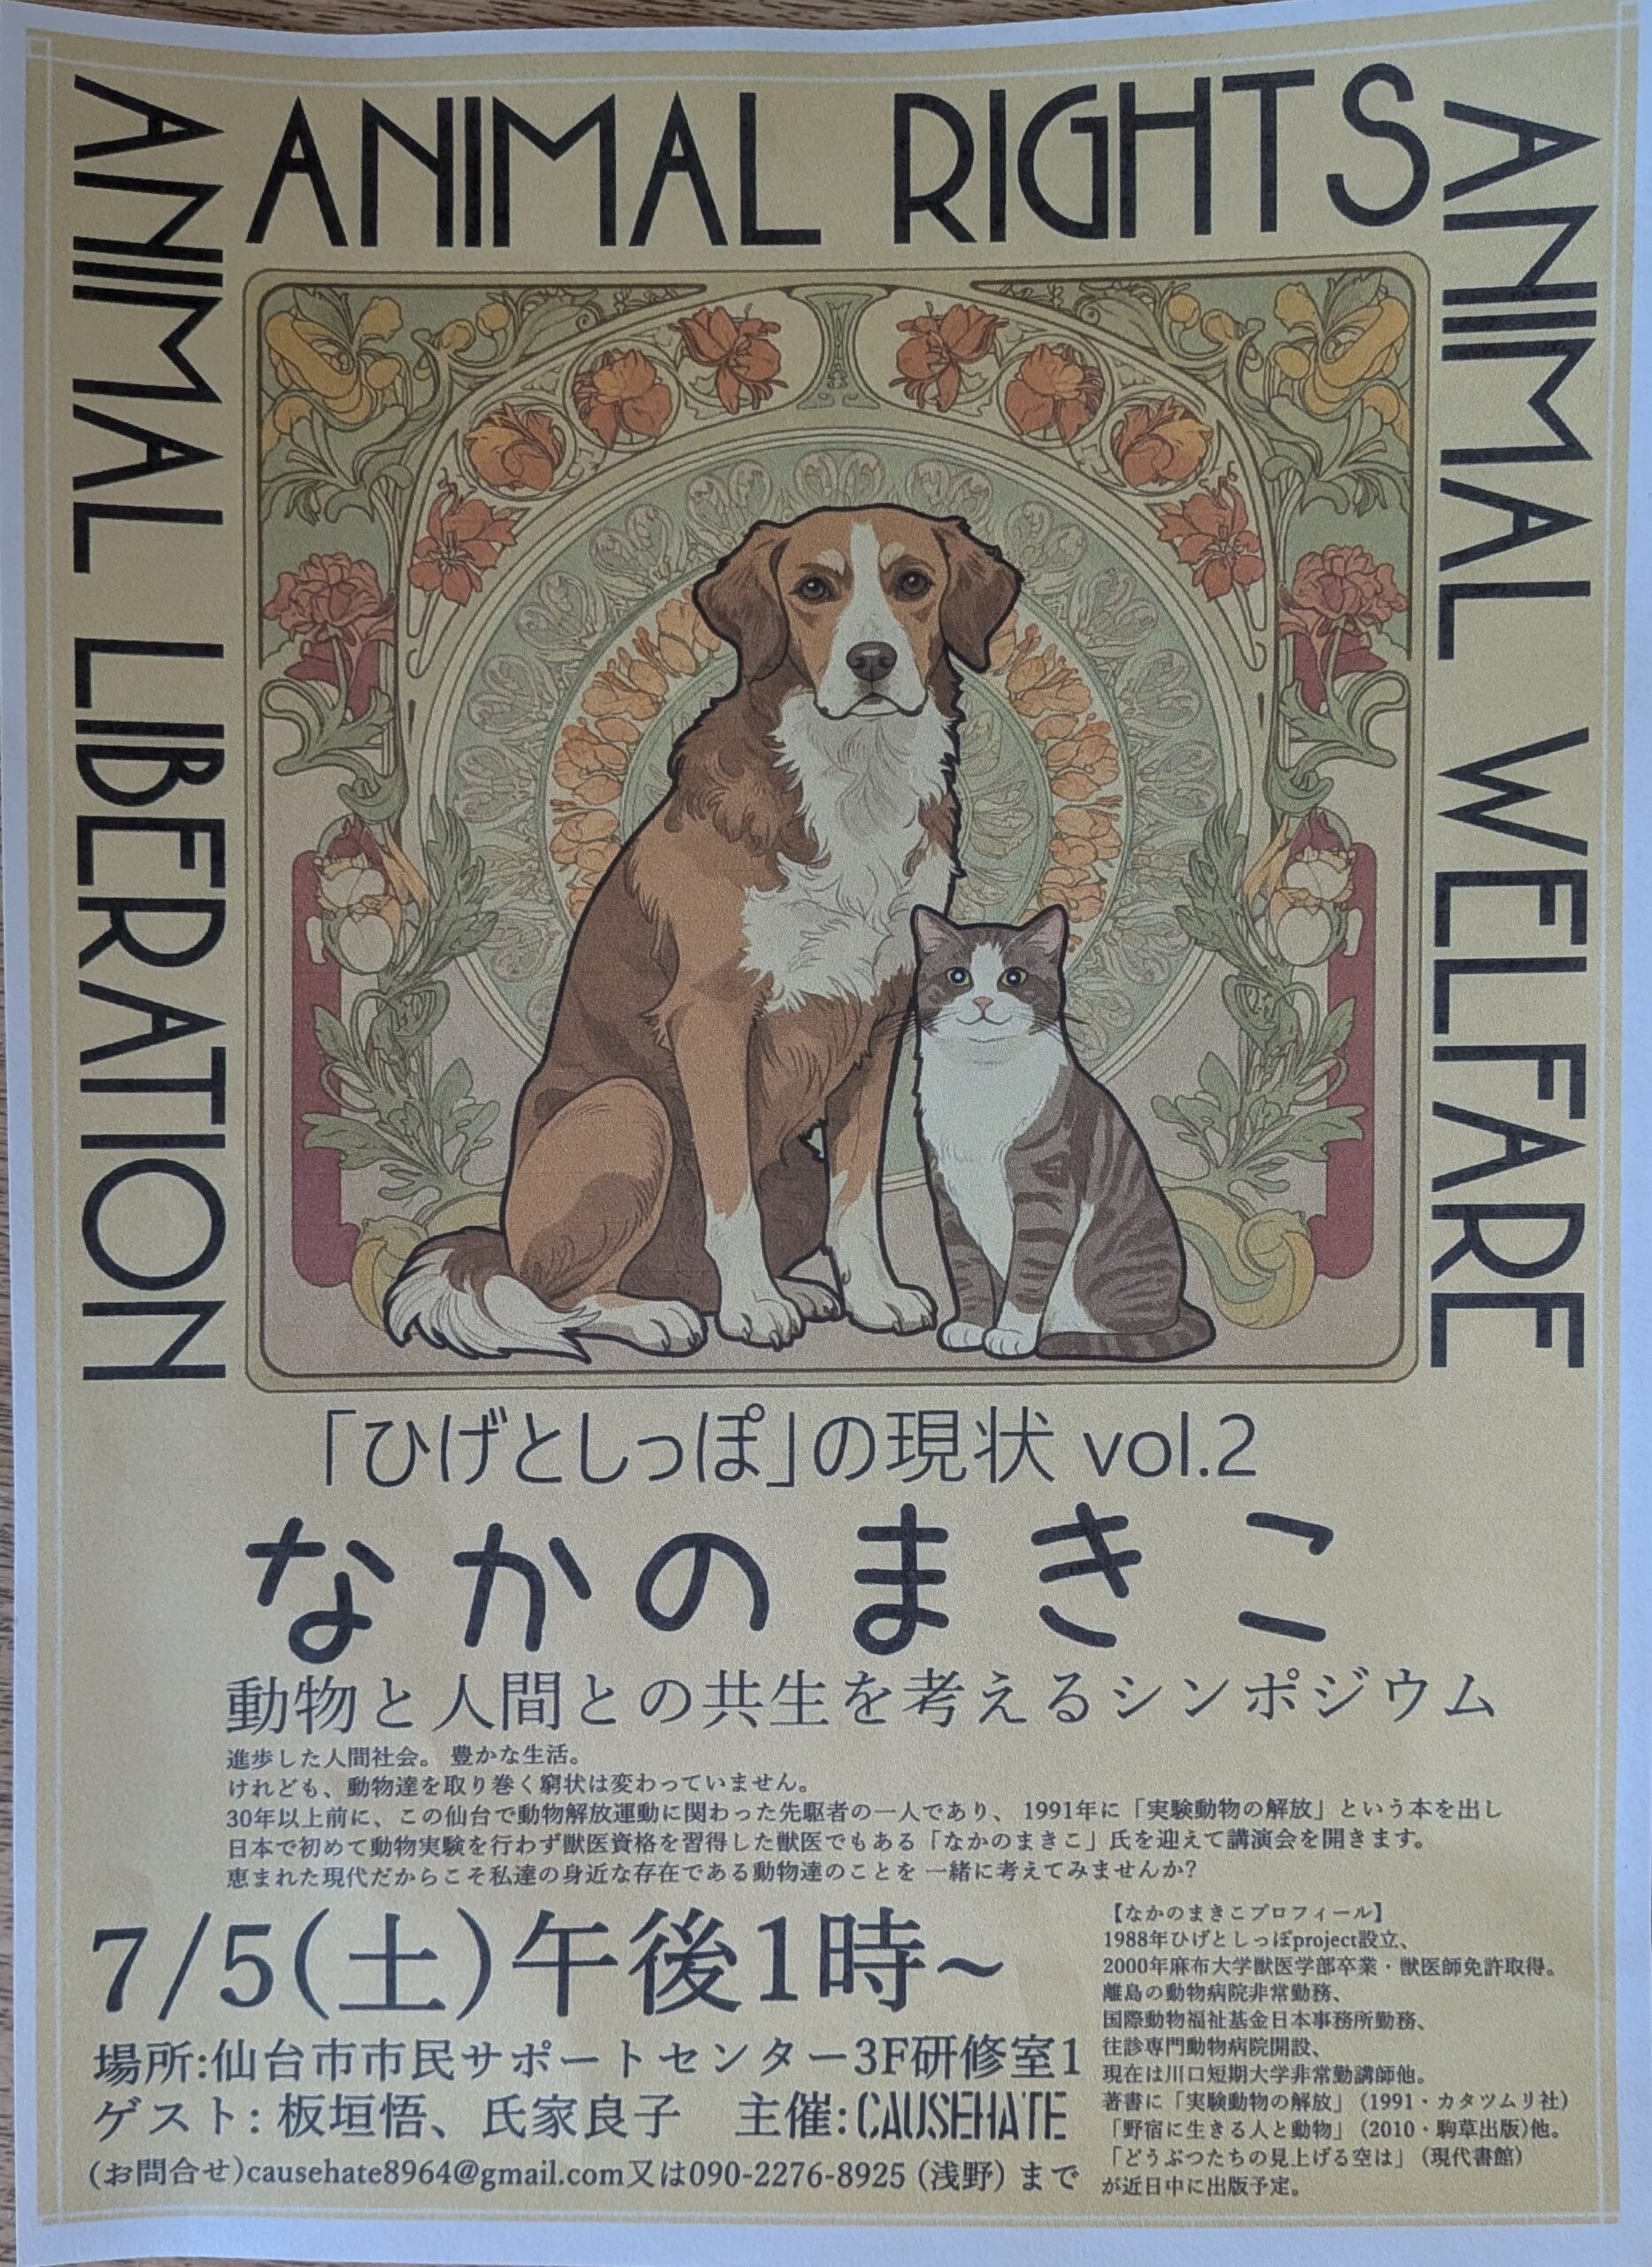 ANIMAL RIGHTS
ANIMAL LIBERATION
ANIMAL WELFARE
「ひげとしっぽ」の現状 vol.2
なかのまきこ
動物と人間との共生を考えるシンポジウム
進歩した人間社会。 豊かな生活。
けれども、動物達を取り巻く窮状は変わっていません。
30年以上前に、この仙台で動物解放運動に関わった先駆者の一人であり、 1991年に「実験動物の解放」という本を出し
日本で初めて動物実験を行わず獣医資格を習得した獣医でもある「なかのまきこ」氏を迎えて講演会を開きます。
恵まれた現代だからこそ私達の身近な存在である動物達のことを 一緒に考えてみませんか?
7/5(土)午後1時~
場所:仙台市市民サポートセンター3F研修室1
ゲスト: 板垣悟、氏家良子 主催:CAUSEHATE
(お問合せ)causehate8964@gmail.com又は090-2276-8925 (浅野) まで
【なかのまきこプロフィール】
1988年ひげとしっぽproject設立、
2000年麻布大学獣医学部卒業・獣医師免許取得。
離島の動物病院非常勤務、
国際動物福祉基金日本事務所勤務、
往診専門動物病院開設、
現在は川口短期大学非常勤講師他。
著書に「実験動物の解放」(1991・カタツムリ社)
「野宿に生きる人と動物」(2010・駒草出版)他。
「どうぶつたちの見上げる空は」(現代書館)
が近日中に出版予定。